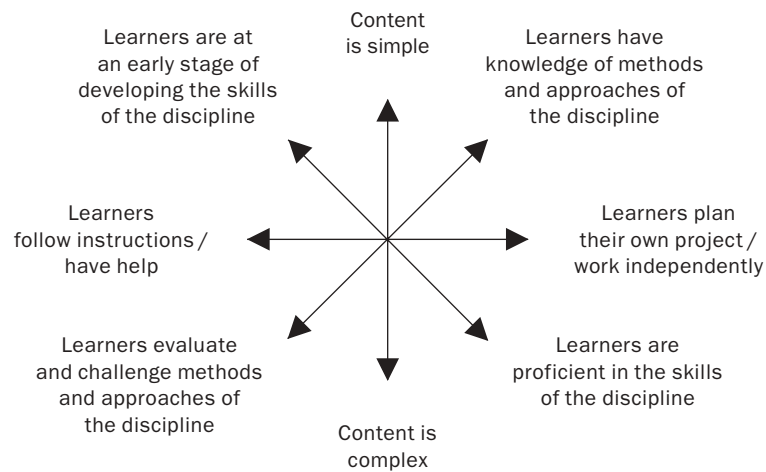 Content
is simple
Learners are at
an early stage of
developing the skills
of the discipline
Learners have
knowledge of methods
and approaches of
the discipline
Learners
follow instructions /
have help
Learners plan
their own project /
work independently
Learners evaluate
and challenge methods
and approaches of
the discipline
Learners are
proficient in the skills
of the discipline
Content is
complex